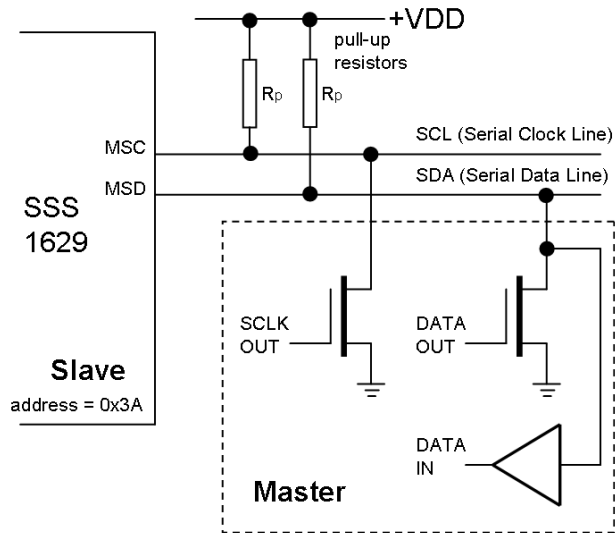 +VDD
pull-up
resistors
Rp
Rp
MSC
SCL (Serial Clock Line)
MSD
SDA (Serial Data Line)
SSS
1629
SCLK
OUT
DATA
OUT
Slave
address = 0x3A
DATA
IN
Master